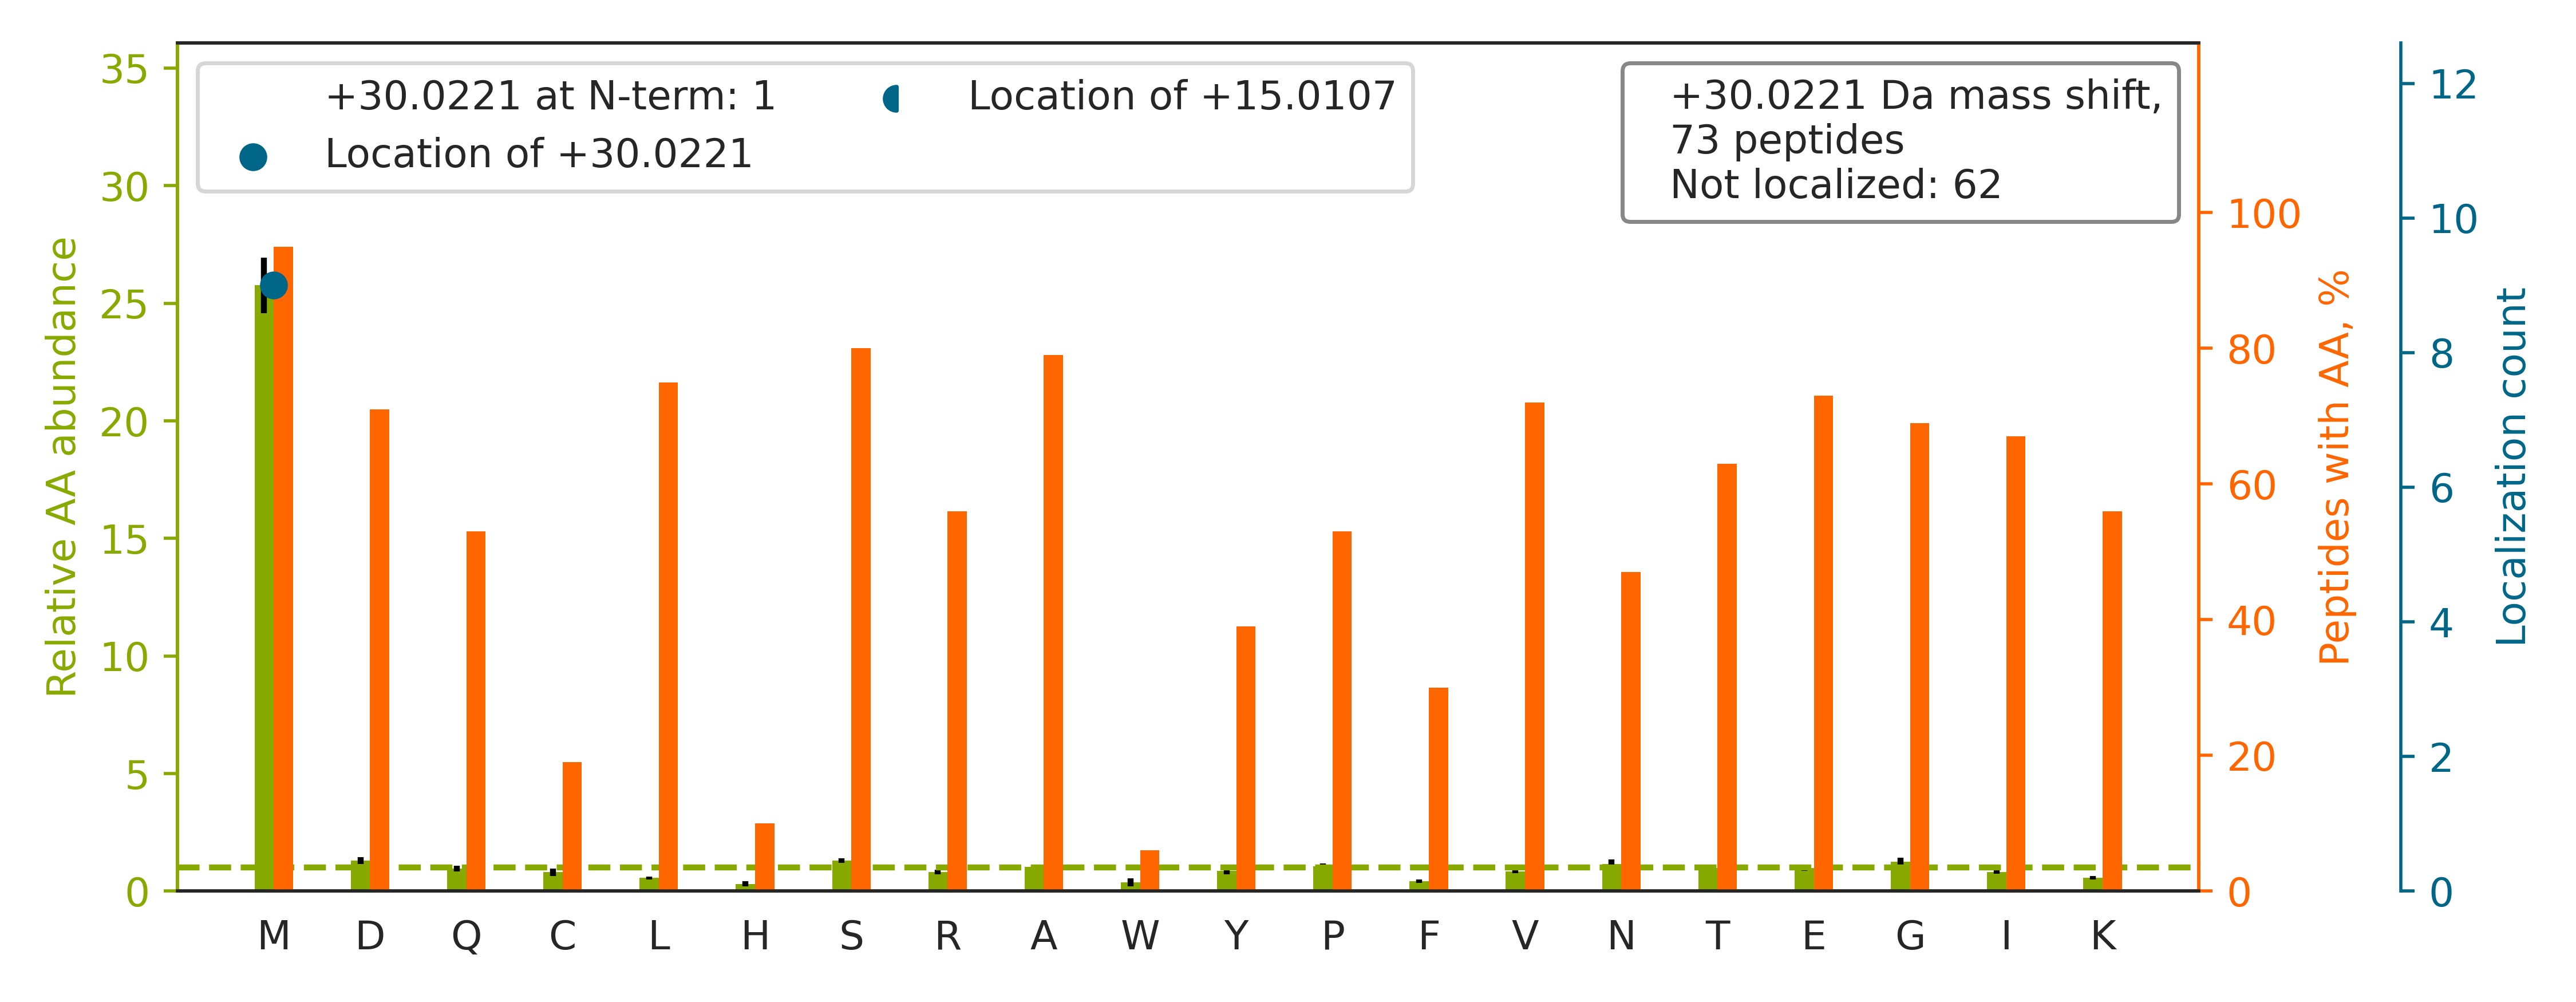 +30.0221 at N-term: 1
Location of +30.0221
Location of +15.0107
+30.0221 Da mass shift,
73 peptides
Not localized: 62
Relative AA abundance
35
30
25
20
15
10
5
0
100
80
60
40
20
0
Peptides with AA, %
12
10
8
6
4
2
0
Localization count
M D Q C L H S R A W Y P F V N T E G I K